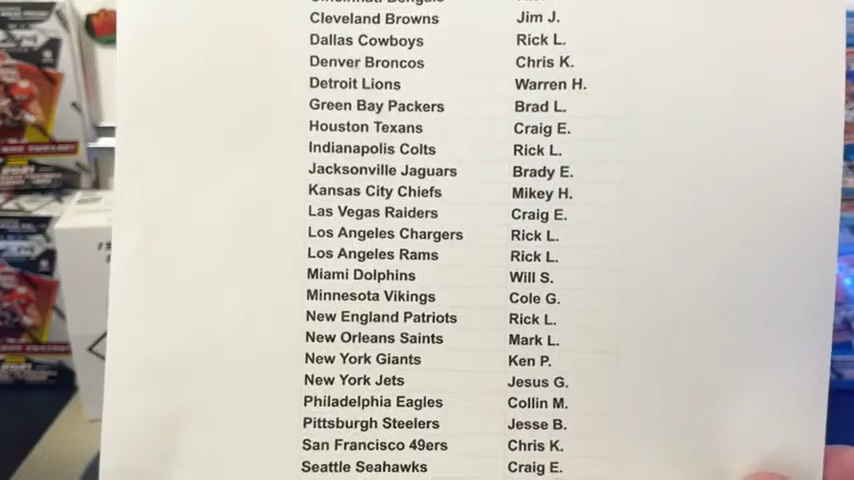 Cincinnati Bengals
Cleveland Browns Jim J.
Dallas Cowboys Rick L.
Denver Broncos Chris K.
Detroit Lions Warren H.
Green Bay Packers Brad L.
Houston Texans Craig E.
Indianapolis Colts Rick L.
Jacksonville Jaguars Brady E.
Kansas City Chiefs Mikey H.
Las Vegas Raiders Craig E.
Los Angeles Chargers Rick L.
Los Angeles Rams Rick L.
Miami Dolphins Will S.
Minnesota Vikings Cole G.
New England Patriots Rick L.
New Orleans Saints Mark L.
New York Giants Ken P.
New York Jets Jesus G.
Philadelphia Eagles Collin M.
Pittsburgh Steelers Jesse B.
San Francisco 49ers Chris K.
Seattle Seahawks Craig E.